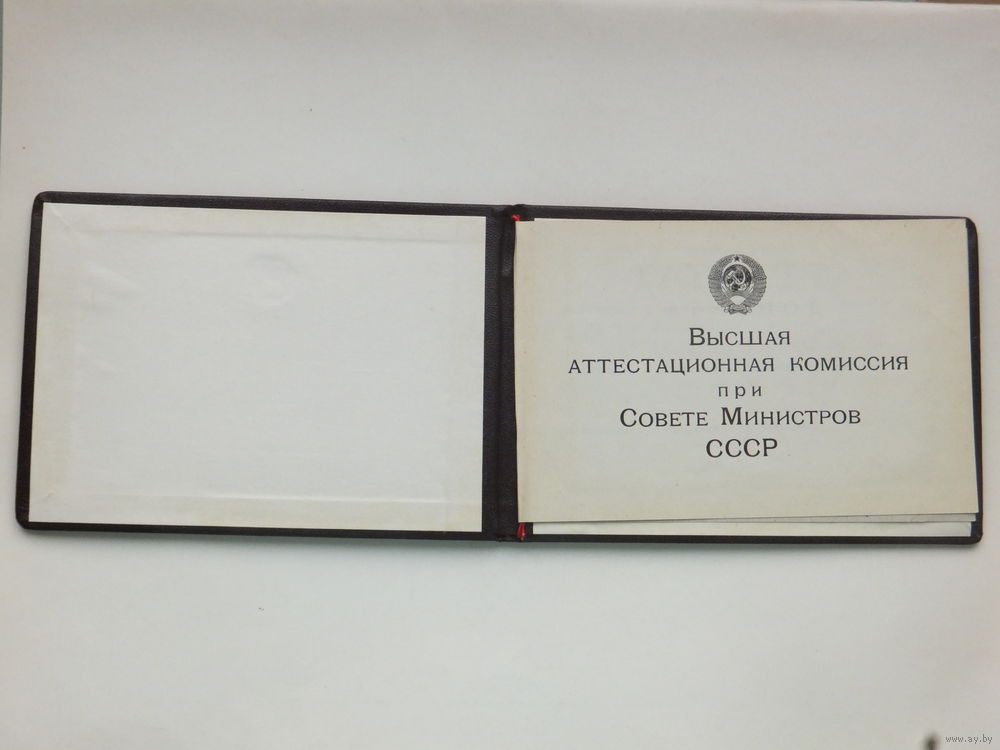 Высшая
аттестационная комиссия
при
Совете Министров
СССР
www.ay.by